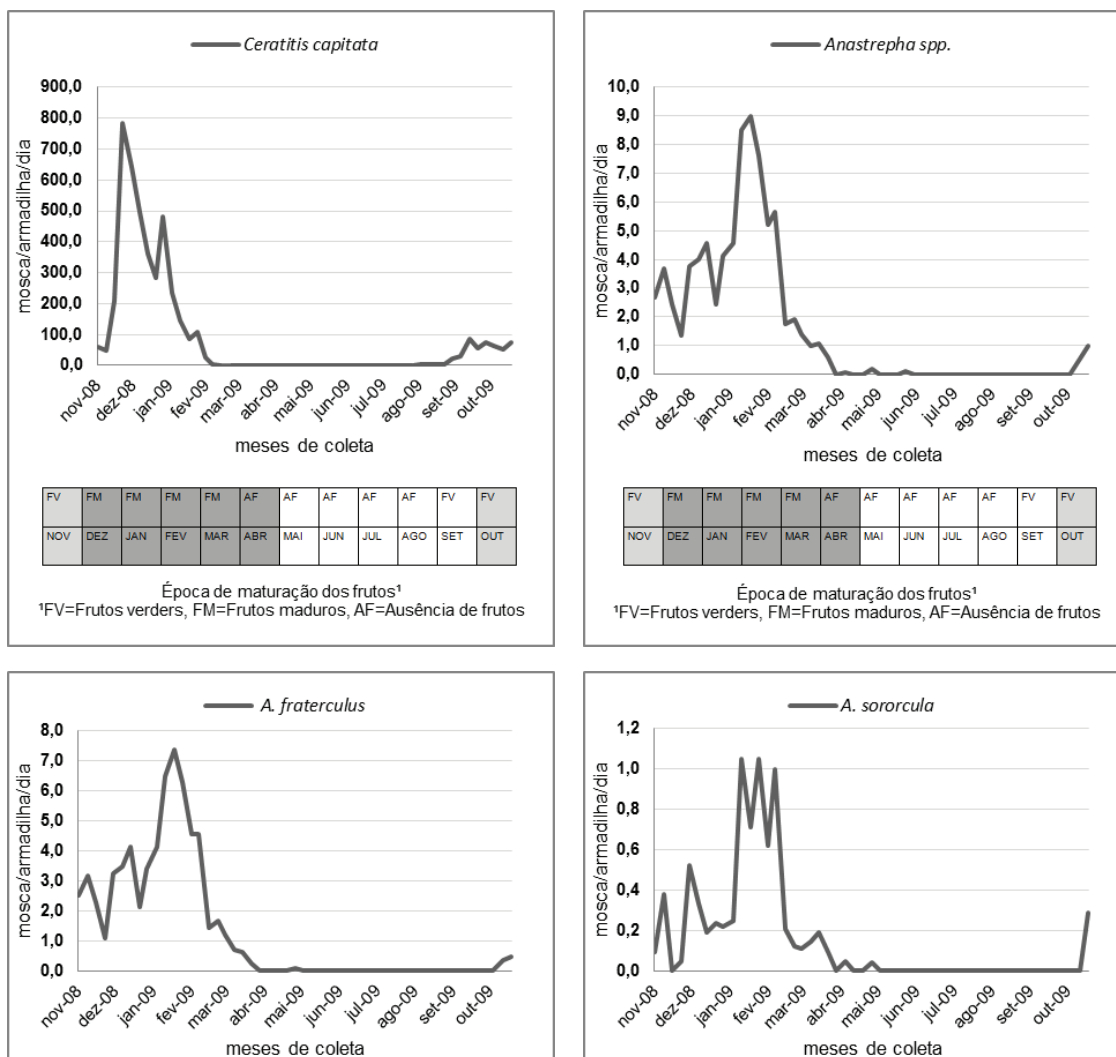 Ceratitis capitata
mosca/armadilha/dia
900,0
800,0
700,0
600,0
500,0
400,0
300,0
200,0
100,0
0,0
nov-08 dez-08 jan-09 fev-09 mar-09 abr-09 mai-09 jun-09 jul-09 ago-09 set-09 out-09
meses de coleta
FV FM FM FM FM AF AF AF AF AF FV FV
NOV DEZ JAN FEV MAR ABR MAI JUN JUL AGO SET OUT
Época de maturação dos frutos¹
¹FV=Frutos verders, FM=Frutos maduros, AF=Ausência de frutos
Anastrepha spp.
mosca/armadilha/dia
10,0
9,0
8,0
7,0
6,0
5,0
4,0
3,0
2,0
1,0
0,0
nov-08 dez-08 jan-09 fev-09 mar-09 abr-09 mai-09 jun-09 jul-09 ago-09 set-09 out-09
meses de coleta
FV FM FM FM FM AF AF AF AF AF FV FV
NOV DEZ JAN FEV MAR ABR MAI JUN JUL AGO SET OUT
Época de maturação dos frutos¹
¹FV=Frutos verders, FM=Frutos maduros, AF=Ausência de frutos
A. fraterculus
mosca/armadilha/dia
8,0
7,0
6,0
5,0
4,0
3,0
2,0
1,0
0,0
nov-08 dez-08 jan-09 fev-09 mar-09 abr-09 mai-09 jun-09 jul-09 ago-09 set-09 out-09
meses de coleta
A. sororcula
mosca/armadilha/dia
1,2
1,0
0,8
0,6
0,4
0,2
0,0
nov-08 dez-08 jan-09 fev-09 mar-09 abr-09 mai-09 jun-09 jul-09 ago-09 set-09 out-09
meses de coleta